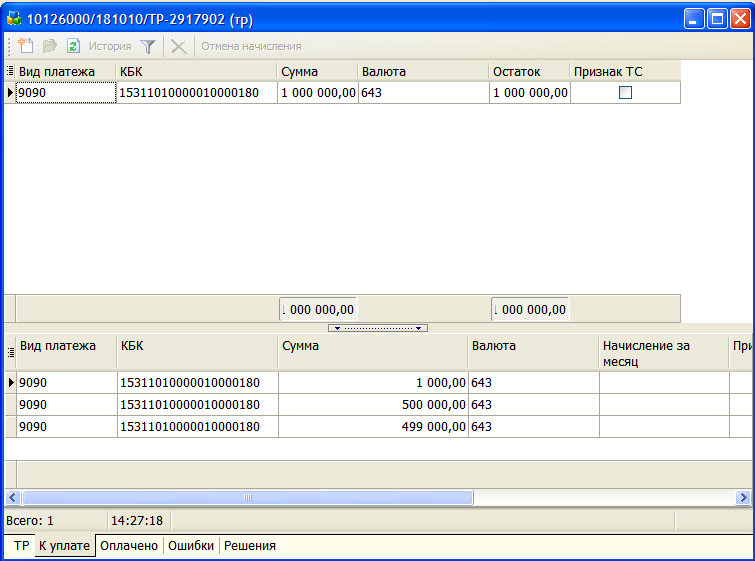 10126000/181010/ТР-2917902 (тр)
История Отмена начисления
Вид платежа КБК Сумма Валюта Остаток Признак ТС
9090 15311010000010000180 1 000 000,00 643 1 000 000,00
1 000 000,00 1 000 000,00
Вид платежа КБК Сумма Валюта Начисление за месяц При
9090 15311010000010000180 1 000,00 643
9090 15311010000010000180 500 000,00 643
9090 15311010000010000180 499 000,00 643
Всего: 1 14:27:18
ТР К уплате Оплачено Ошибки Решения